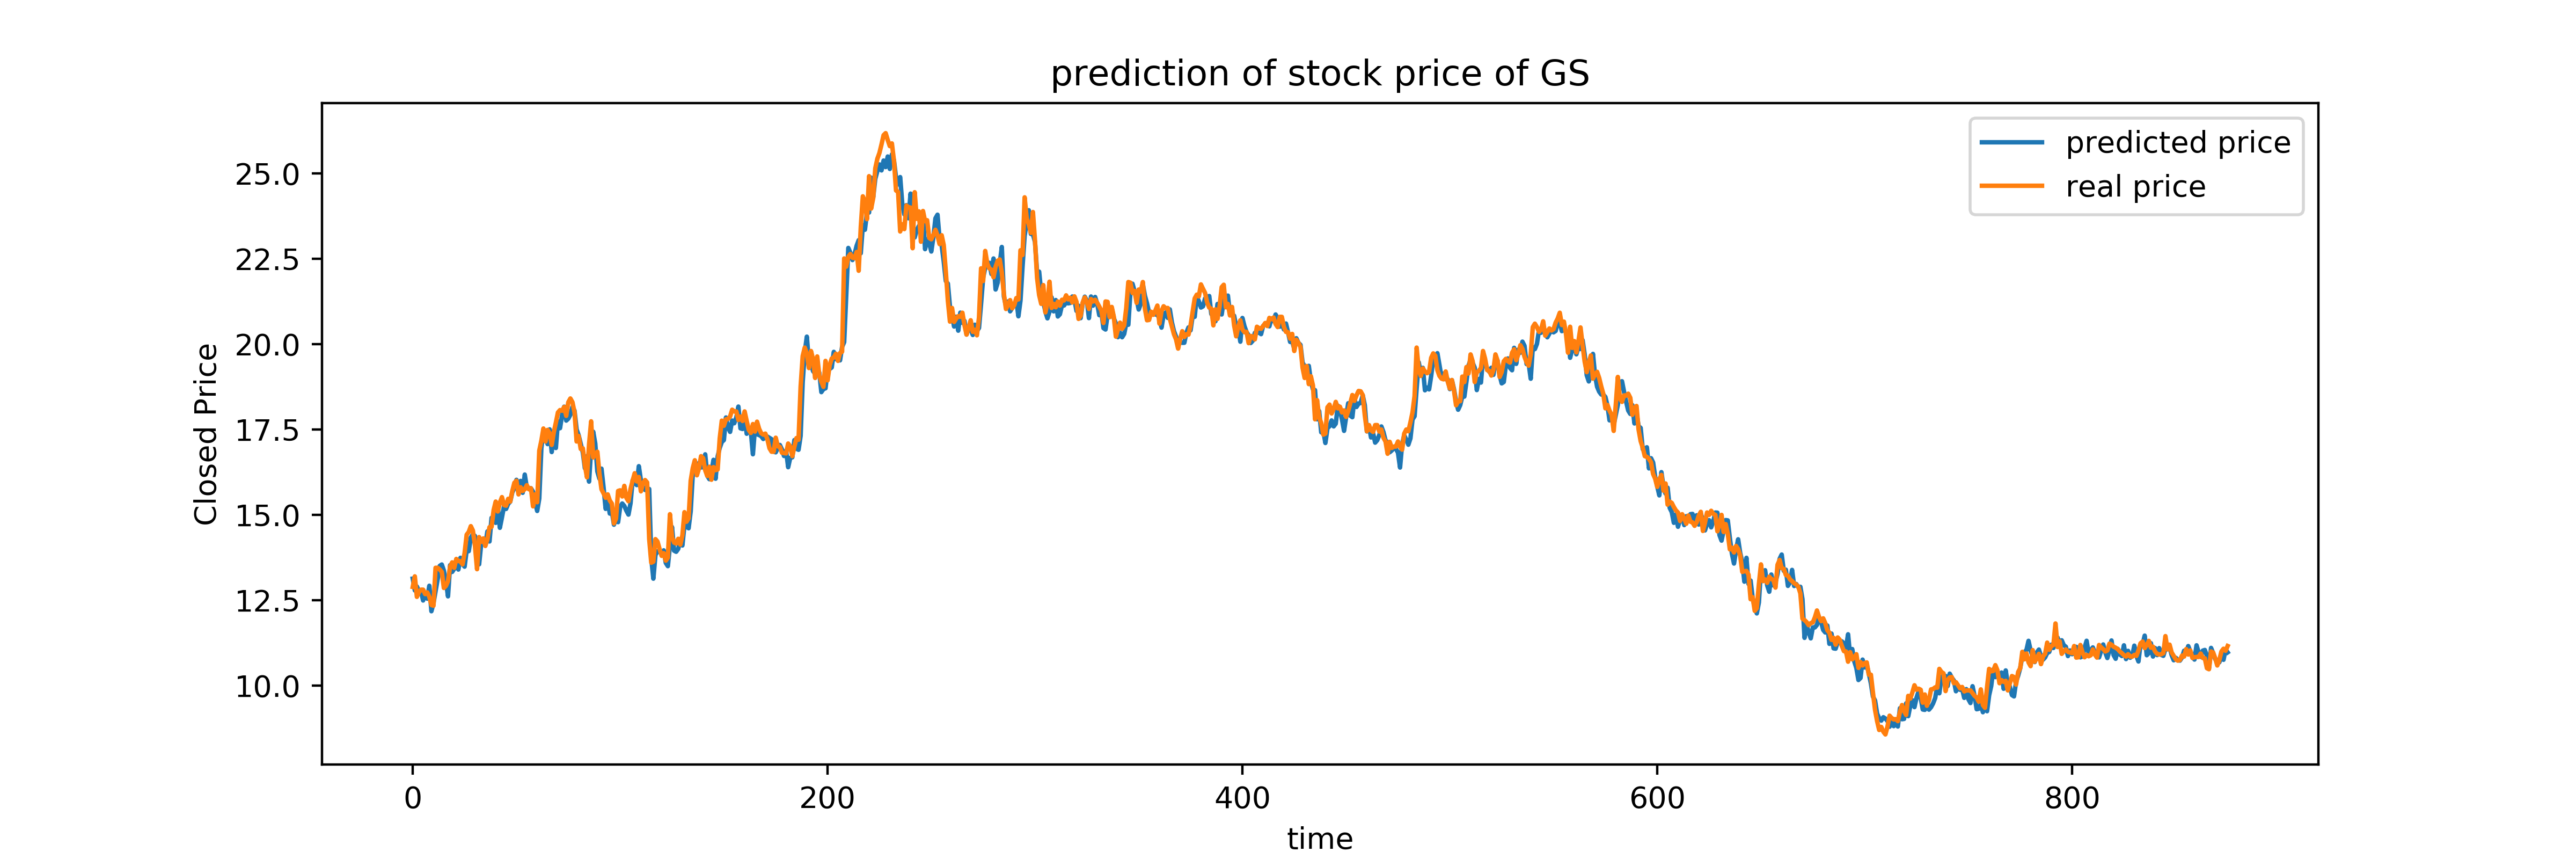 prediction of stock price of GS
predicted price
real price
Closed Price
25.0
22.5
20.0
17.5
15.0
12.5
10.0
0 200 400 600 800
time